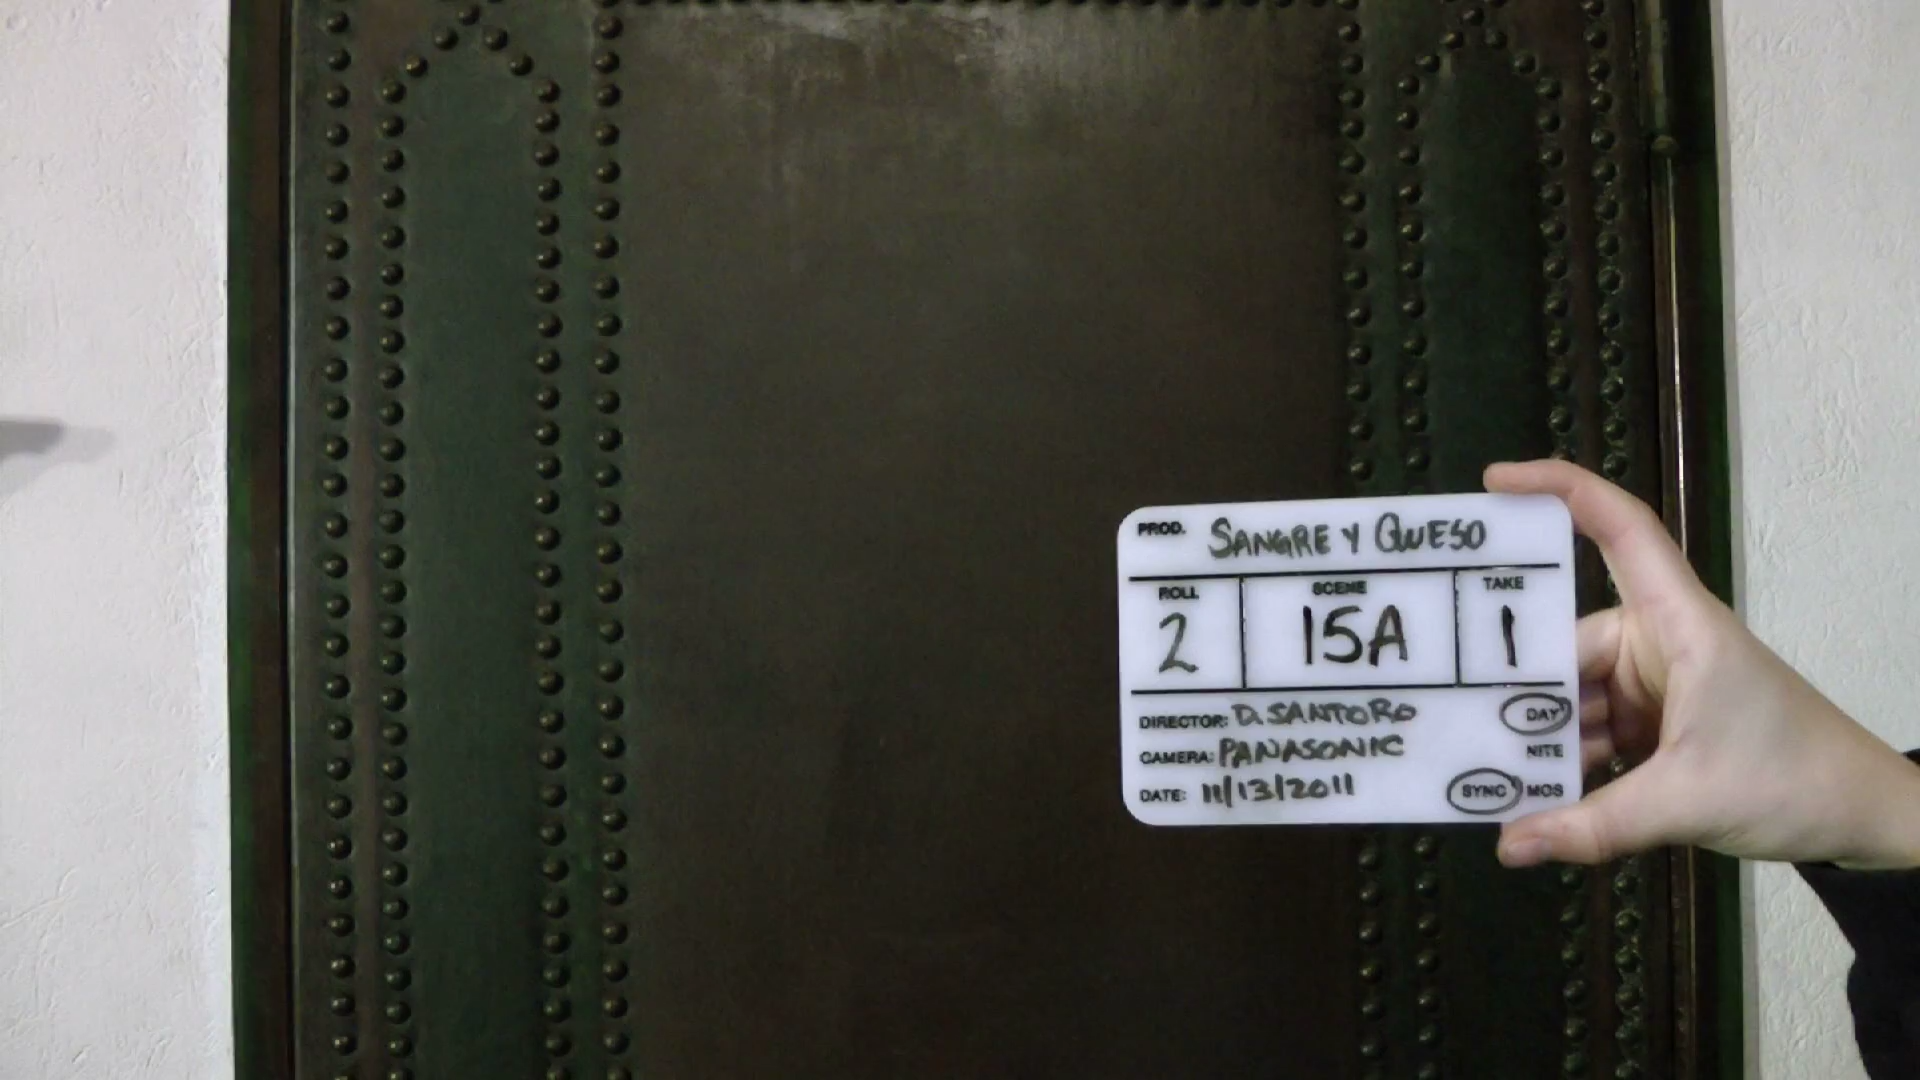 PROD. SANGRE Y QUESO
ROLL SCENE TAKE
2 15A 1
DIRECTOR: D. SANTORO DAY
CAMERA: PANASONIC NITE
DATE: 11/13/2011 SYNC MOS